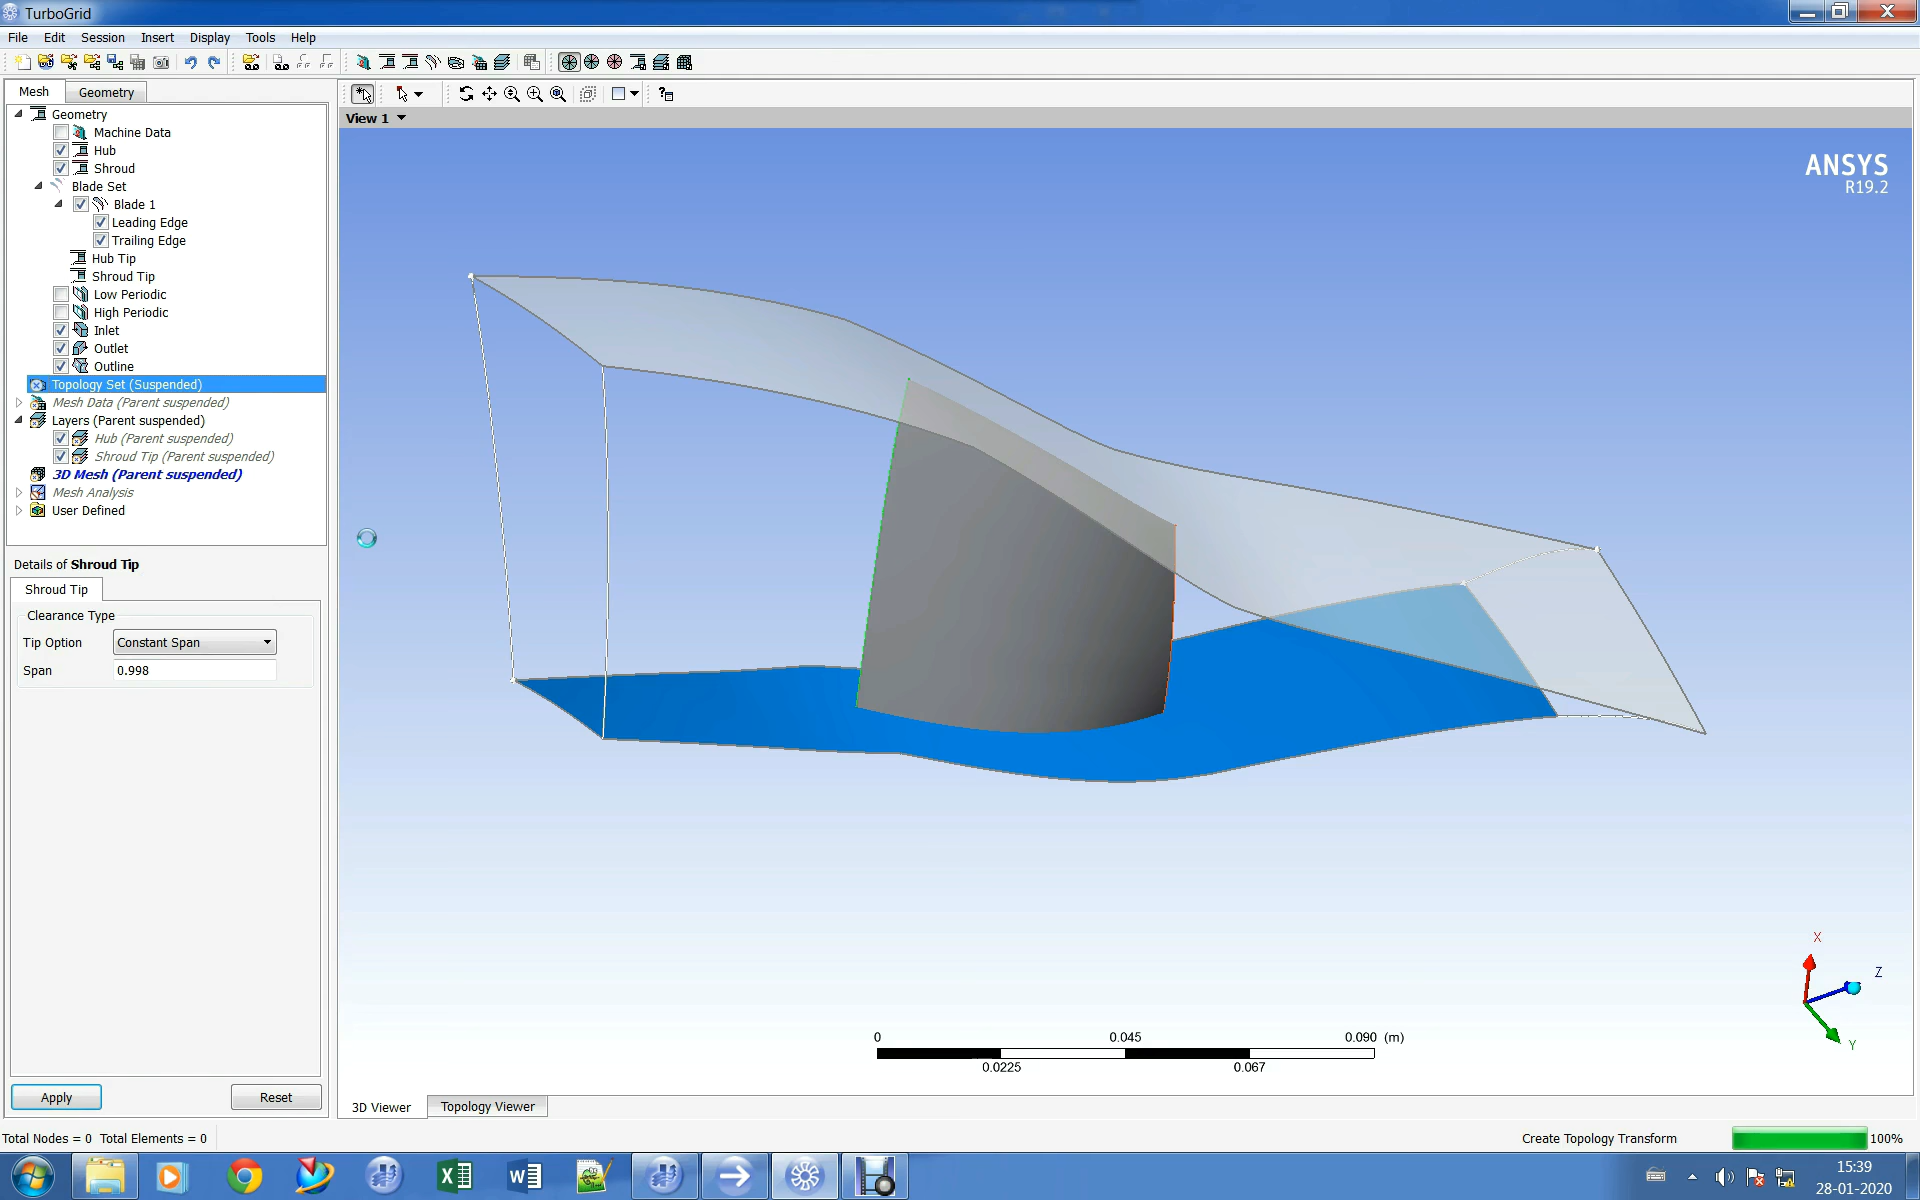 TurboGrid
File Edit Session Insert Display Tools Help
Mesh Geometry
Geometry
Machine Data
Hub
Shroud
Blade Set
Blade 1
Leading Edge
Trailing Edge
Hub Tip
Shroud Tip
Low Periodic
High Periodic
Inlet
Outlet
Outline
Topology Set (Suspended)
Mesh Data (Parent suspended)
Layers (Parent suspended)
Hub (Parent suspended)
Shroud Tip (Parent suspended)
3D Mesh (Parent suspended)
Mesh Analysis
User Defined
Details of Shroud Tip
Shroud Tip
Clearance Type
Tip Option Constant Span
Span 0.998
Apply Reset
View 1
ANSYS
R19.2
X
Z
Y
0 0.045 0.090 (m)
0.0225 0.067
3D Viewer Topology Viewer
Total Nodes = 0 Total Elements = 0
Create Topology Transform 100%
15:39
28-01-2020